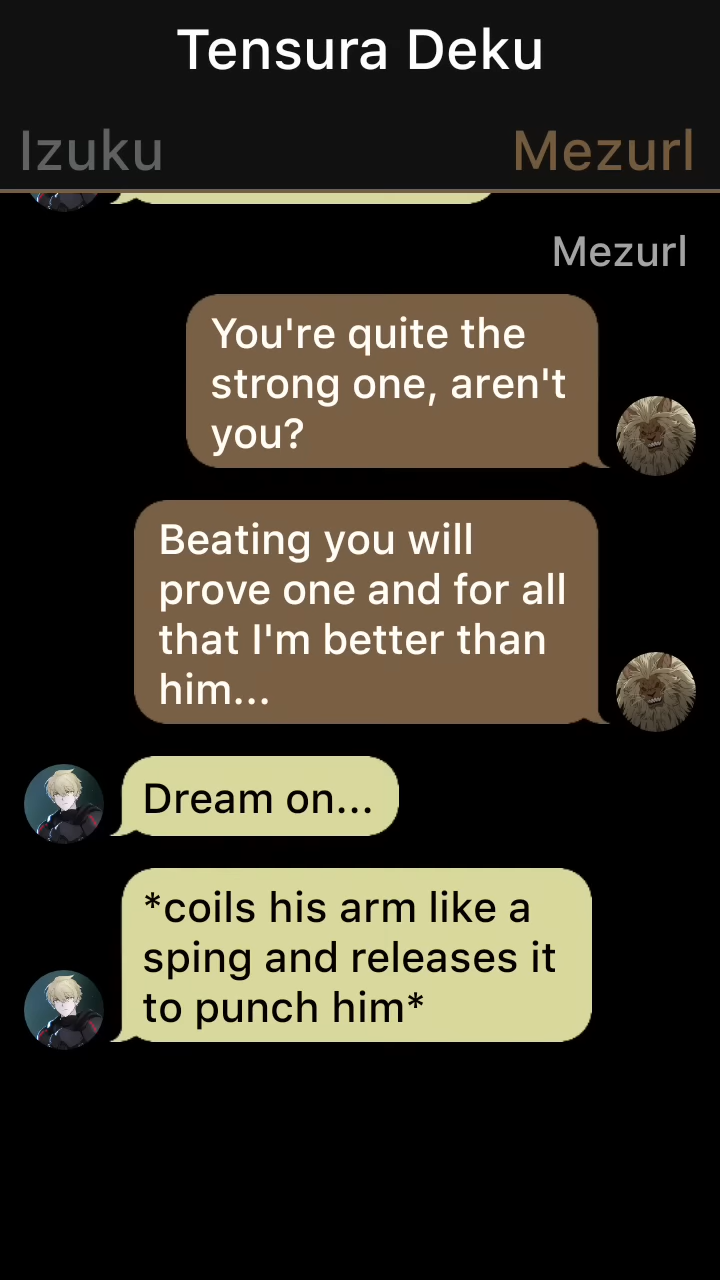 Tensura Deku
Izuku
Mezurl
Mezurl
You're quite the
strong one, aren't
you?
Beating you will
prove one and for all
that I'm better than
him...
Dream on...
*coils his arm like a
sping and releases it
to punch him*